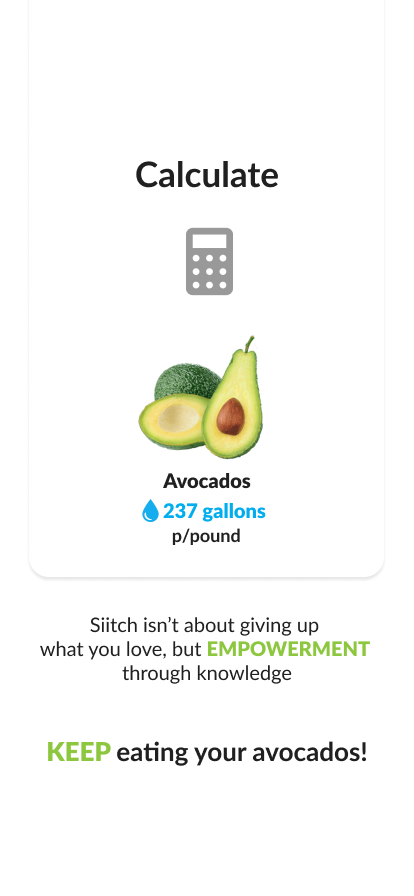 Calculate
Avocados
237 gallons
p/pound
Siitch isn’t about giving up
what you love, but EMPOWERMENT
through knowledge
KEEP eating your avocados!